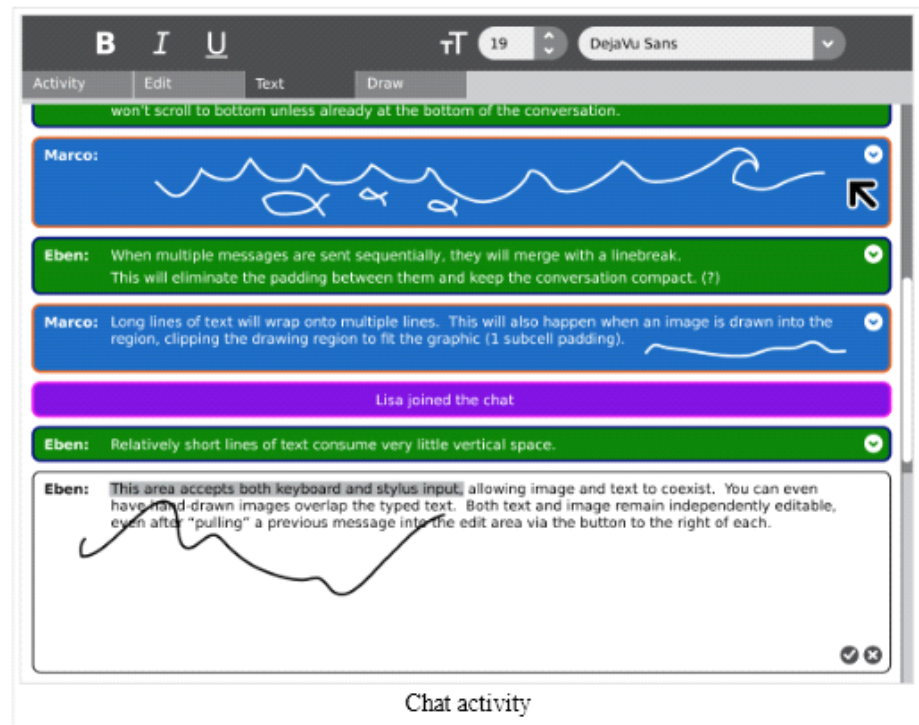 B I U TT 19 DejaVu Sans
Activity Edit Text Draw
won't scroll to bottom unless already at the bottom of the conversation.
Marco:
Eben: When multiple messages are sent sequentially, they will merge with a linebreak.
This will eliminate the padding between them and keep the conversation compact. (?)
Marco: Long lines of text will wrap onto multiple lines. This will also happen when an image is drawn into the
region, clipping the drawing region to fit the graphic (1 subcell padding).
Lisa joined the chat
Eben: Relatively short lines of text consume very little vertical space.
Eben: This area accepts both keyboard and stylus input, allowing image and text to coexist. You can even
have hand-drawn images overlap the typed text. Both text and image remain independently editable,
even after "pulling" a previous message into the edit area via the button to the right of each.
Chat activity